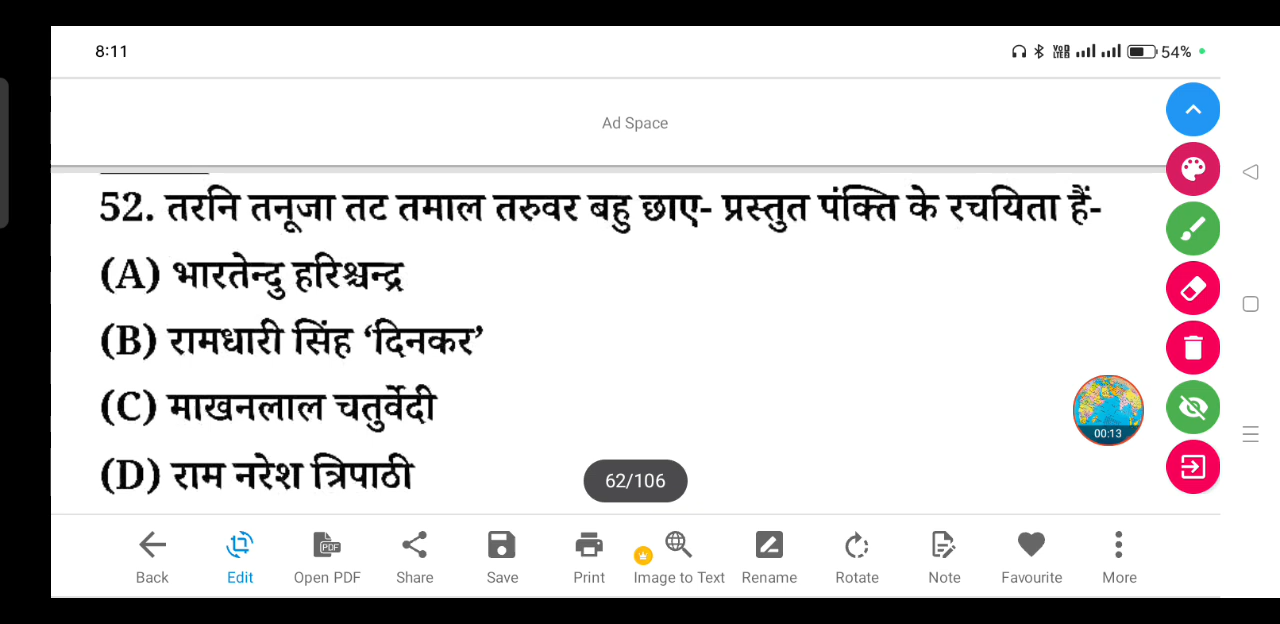 8:11
54%
Ad Space
52. तरनि तनूजा तट तमाल तरुवर बहु छाए- प्रस्तुत पंक्ति के रचयिता हैं-
(A) भारतेन्दु हरिश्चन्द्र
(B) रामधारी सिंह ‘दिनकर’
(C) माखनलाल चतुर्वेदी
00:13
(D) राम नरेश त्रिपाठी
62/106
PDF
Back Edit Open PDF Share Save Print Image to Text Rename Rotate Note Favourite More